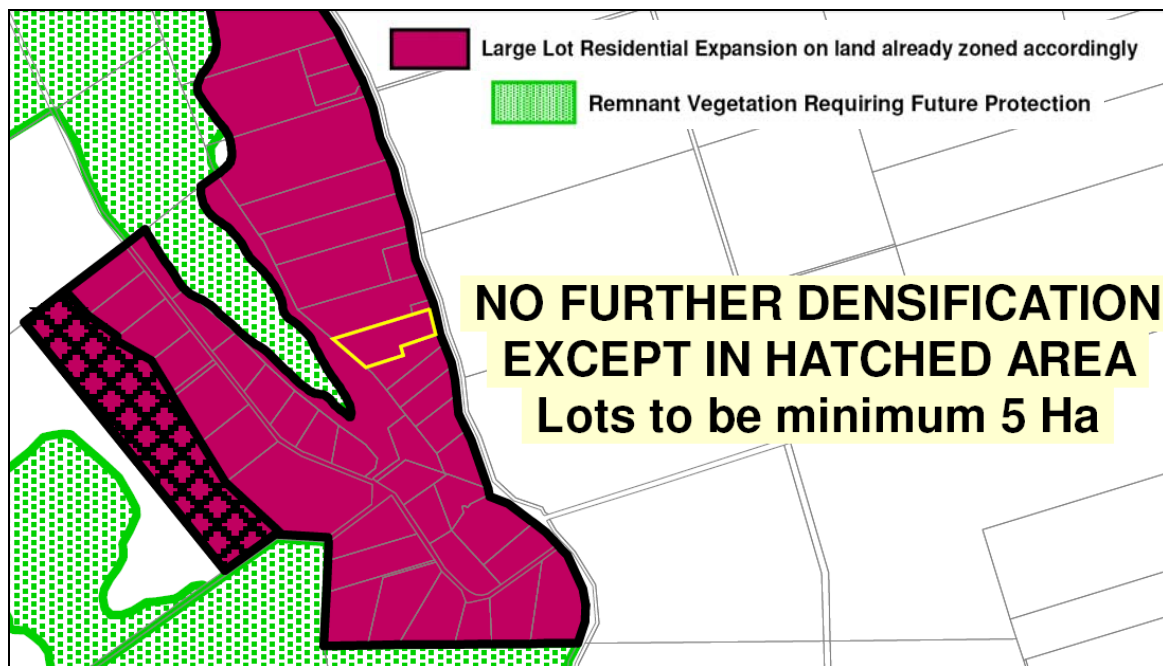 Large Lot Residential Expansion on land already zoned accordingly
Remnant Vegetation Requiring Future Protection
NO FURTHER DENSIFICATION
EXCEPT IN HATCHED AREA
Lots to be minimum 5 Ha